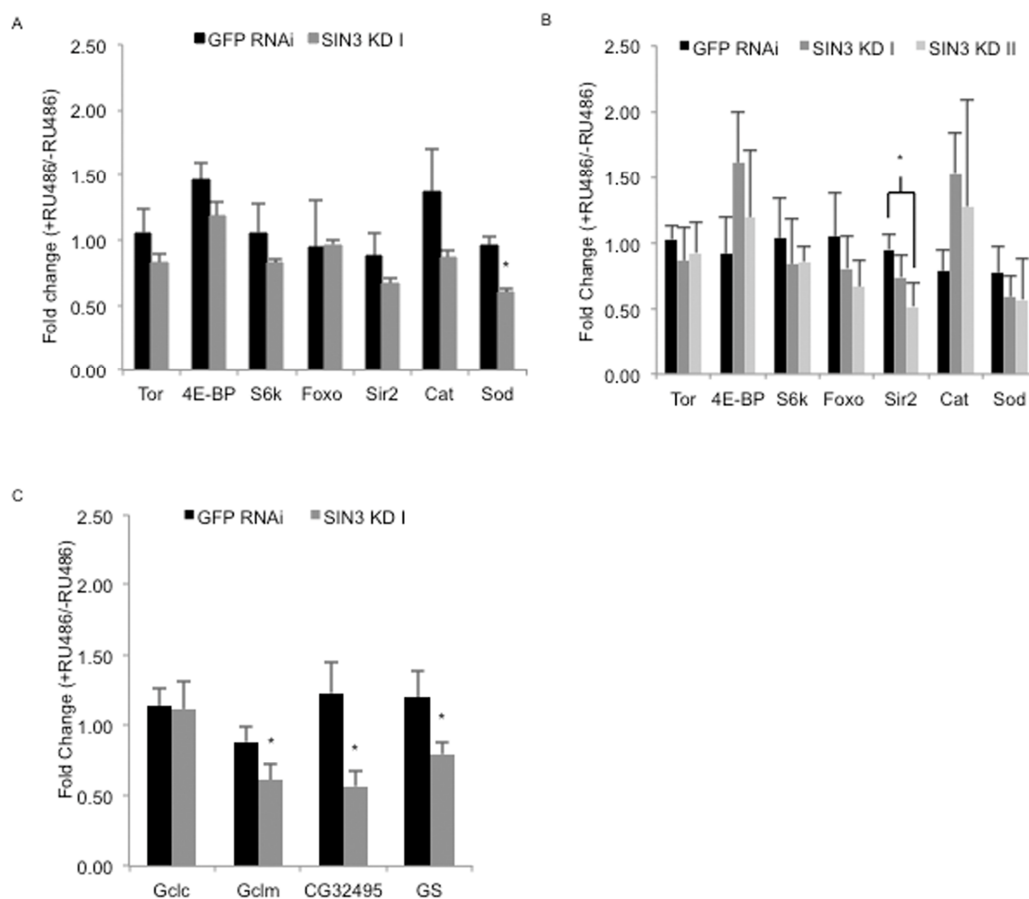 A
GFP RNAi SIN3 KD I
Fold change (+RU486/-RU486)
2.50
2.00
1.50
1.00
0.50
0.00
*
Tor 4E-BP S6k Foxo Sir2 Cat Sod
B
GFP RNAi SIN3 KD I SIN3 KD II
Fold Change (+RU486/-RU486)
2.50
2.00
1.50
1.00
0.50
0.00
*
Tor 4E-BP S6k Foxo Sir2 Cat Sod
C
GFP RNAi SIN3 KD I
Fold Change (+RU486/-RU486)
2.50
2.00
1.50
1.00
0.50
0.00
* * *
Gclc Gclm CG32495 GS